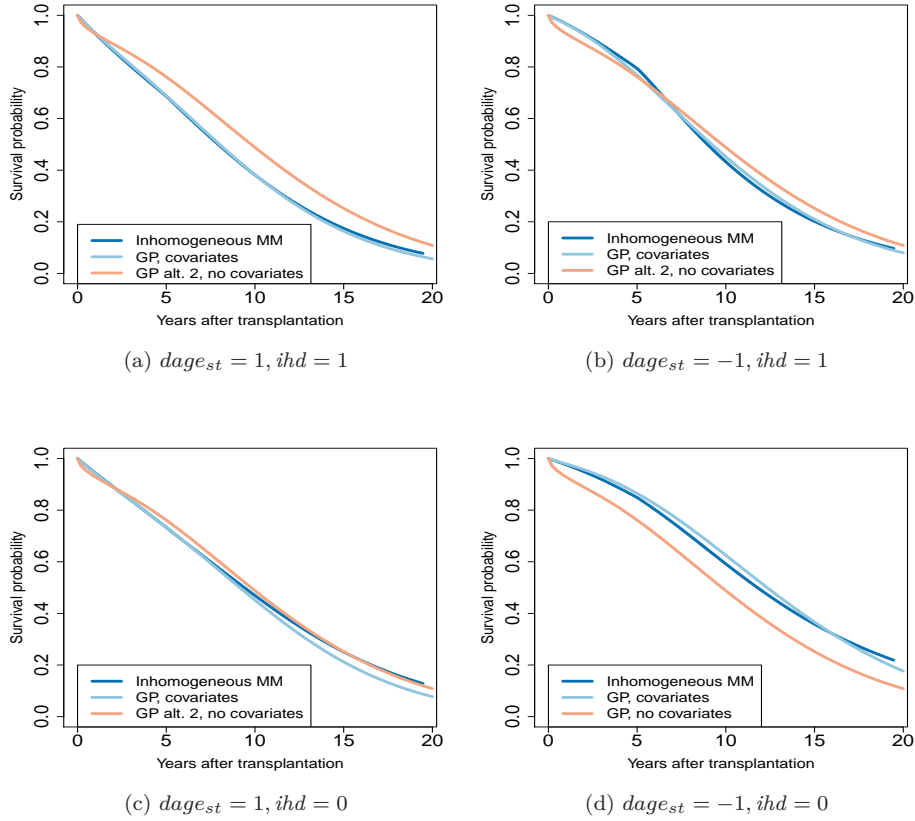 Survival probability
0.0 0.2 0.4 0.6 0.8 1.0
Inhomogeneous MM
GP, covariates
GP alt. 2, no covariates
0 5 10 15 20
Years after transplantation
(a) dage_st = 1, ihd = 1
Survival probability
0.0 0.2 0.4 0.6 0.8 1.0
Inhomogeneous MM
GP, covariates
GP alt. 2, no covariates
0 5 10 15 20
Years after transplantation
(b) dage_st = −1, ihd = 1
Survival probability
0.0 0.2 0.4 0.6 0.8 1.0
Inhomogeneous MM
GP, covariates
GP alt. 2, no covariates
0 5 10 15 20
Years after transplantation
(c) dage_st = 1, ihd = 0
Survival probability
0.0 0.2 0.4 0.6 0.8 1.0
Inhomogeneous MM
GP, covariates
GP, no covariates
0 5 10 15 20
Years after transplantation
(d) dage_st = −1, ihd = 0